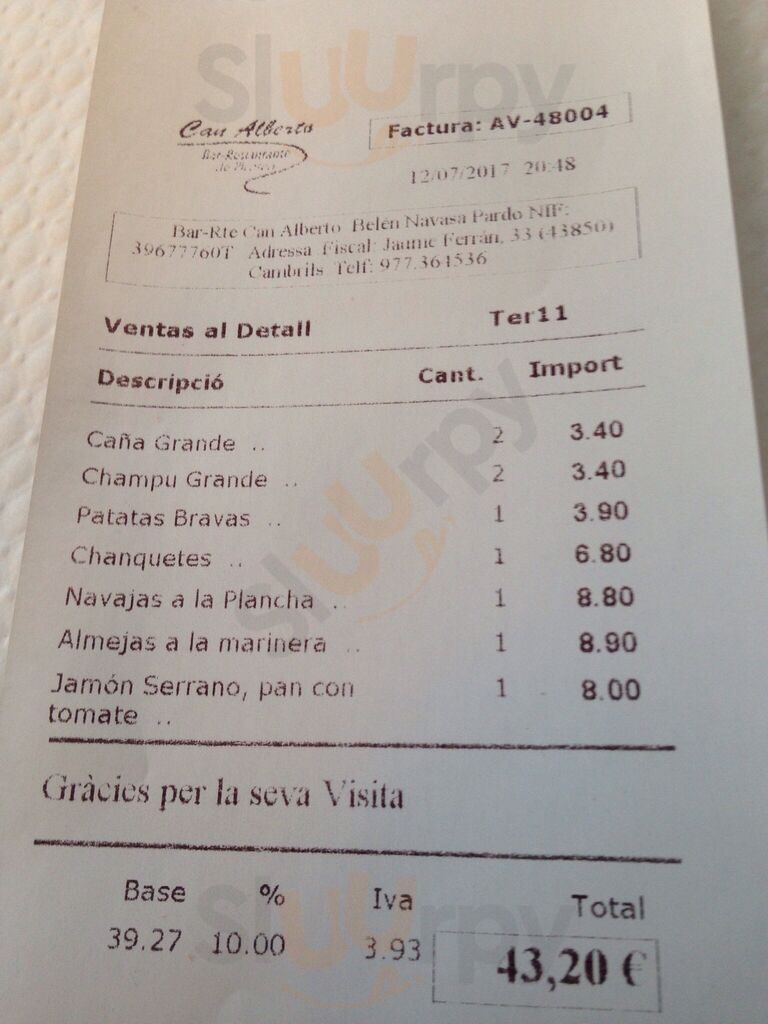 Sluurpy
Can Alberto
Bar-Restaurante
Factura: AV-48004
12/07/2017 20:48
Bar-Rte Can Alberto Belén Navasa Pardo NIF:
39677760T Adressa Fiscal: Jaume Ferrán, 33 (43850)
Cambrils Telf: 977.364536
Ventas al Detall Ter11
Descripció Cant. Import
Caña Grande .. 2 3.40
Champu Grande .. 2 3.40
Patatas Bravas .. 1 3.90
Chanquetes .. 1 6.80
Navajas a la Plancha .. 1 8.80
Almejas a la marinera .. 1 8.90
Jamón Serrano, pan con 1 8.00
tomate ..
Sluurpy
Gràcies per la seva Visita
Base % Iva Total
39.27 10.00 3.93 43,20 €
Sluurpy